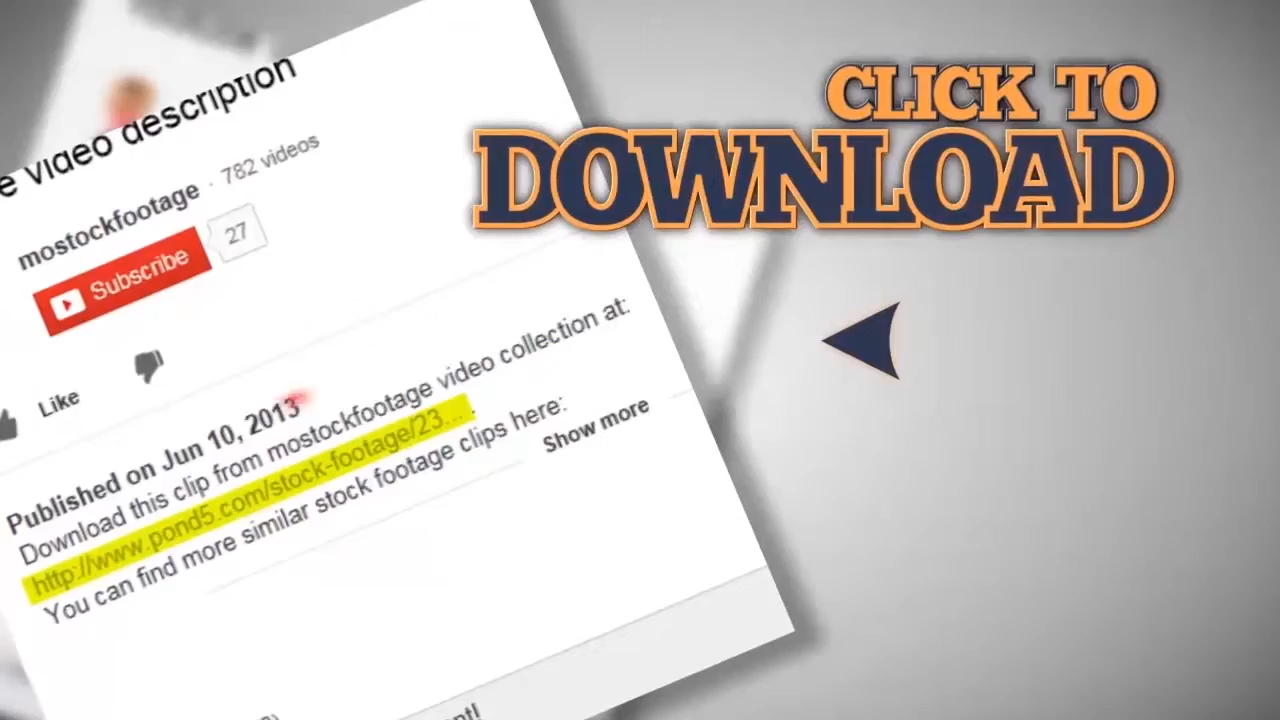 CLICK TO
DOWNLOAD
video description
mostockfootage · 782 videos
Subscribe 27
Like
Published on Jun 10, 2013
Download this clip from mostockfootage video collection at:
http://www.pond5.com/stock-footage/23... .
You can find more similar stock footage clips here:
Show more